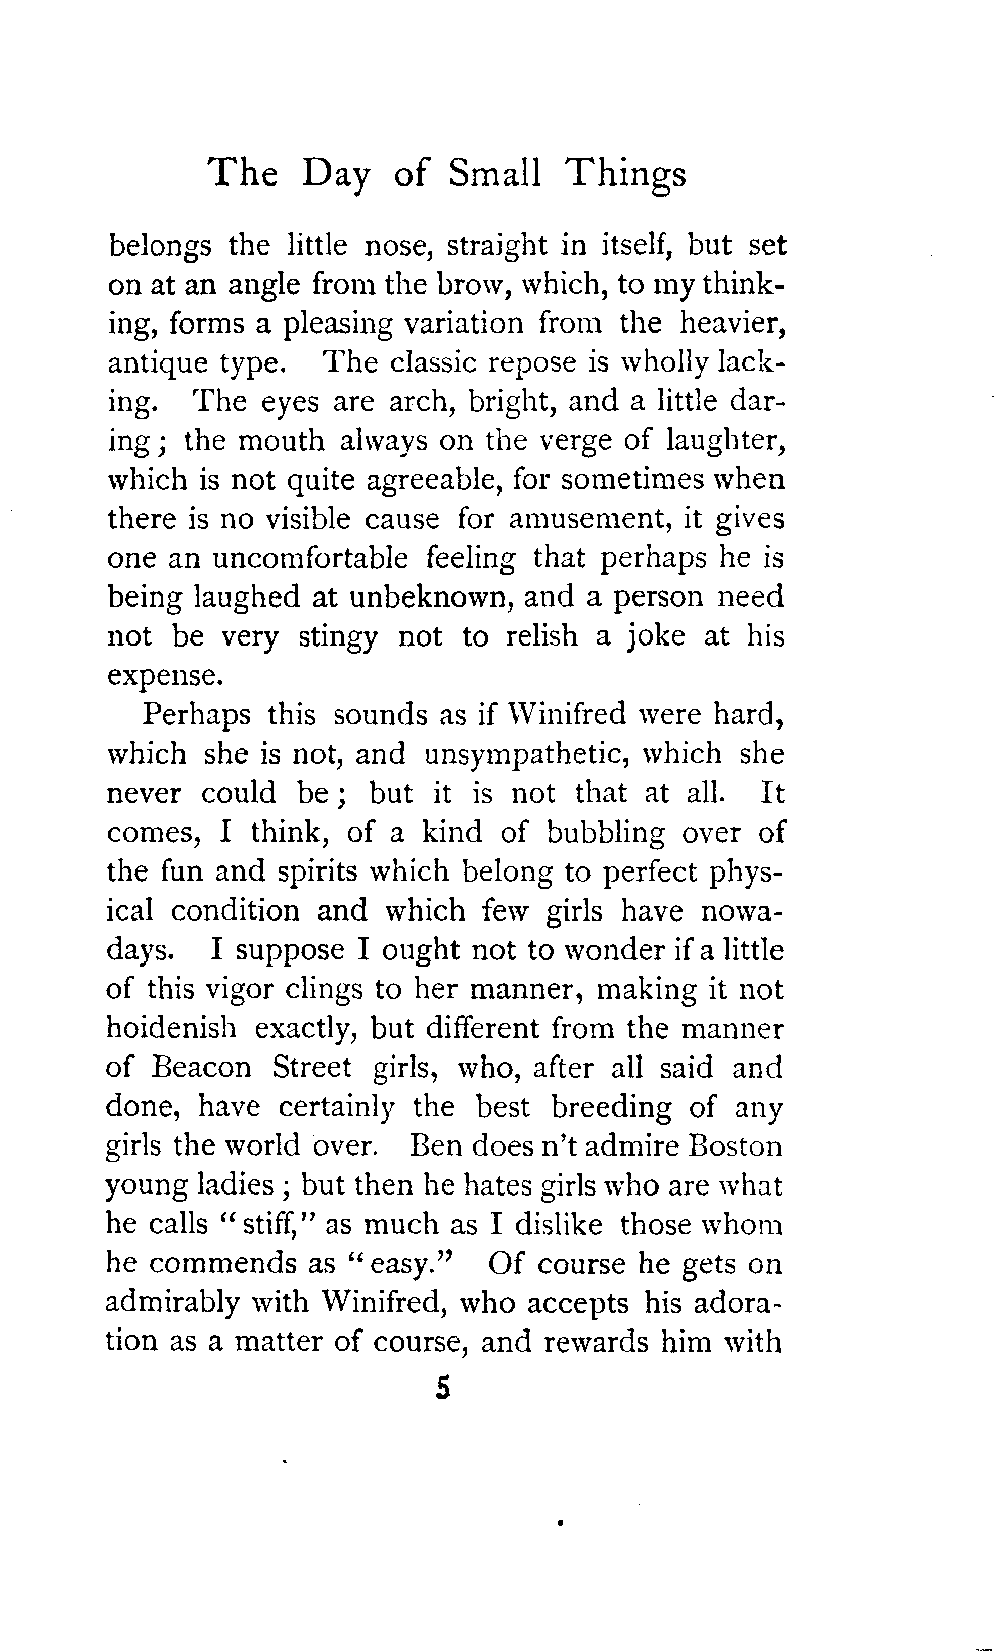 The Day of Small Things
belongs the little nose, straight in itself, but set
on at an angle from the brow, which, to my think-
ing, forms a pleasing variation from the heavier,
antique type. The classic repose is wholly lack-
ing. The eyes are arch, bright, and a little dar-
ing; the mouth always on the verge of laughter,
which is not quite agreeable, for sometimes when
there is no visible cause for amusement, it gives
one an uncomfortable feeling that perhaps he is
being laughed at unbeknown, and a person need
not be very stingy not to relish a joke at his
expense.
Perhaps this sounds as if Winifred were hard,
which she is not, and unsympathetic, which she
never could be; but it is not that at all. It
comes, I think, of a kind of bubbling over of
the fun and spirits which belong to perfect phys-
ical condition and which few girls have nowa-
days. I suppose I ought not to wonder if a little
of this vigor clings to her manner, making it not
hoidenish exactly, but different from the manner
of Beacon Street girls, who, after all said and
done, have certainly the best breeding of any
girls the world over. Ben does n't admire Boston
young ladies; but then he hates girls who are what
he calls "stiff," as much as I dislike those whom
he commends as "easy." Of course he gets on
admirably with Winifred, who accepts his adora-
tion as a matter of course, and rewards him with
5